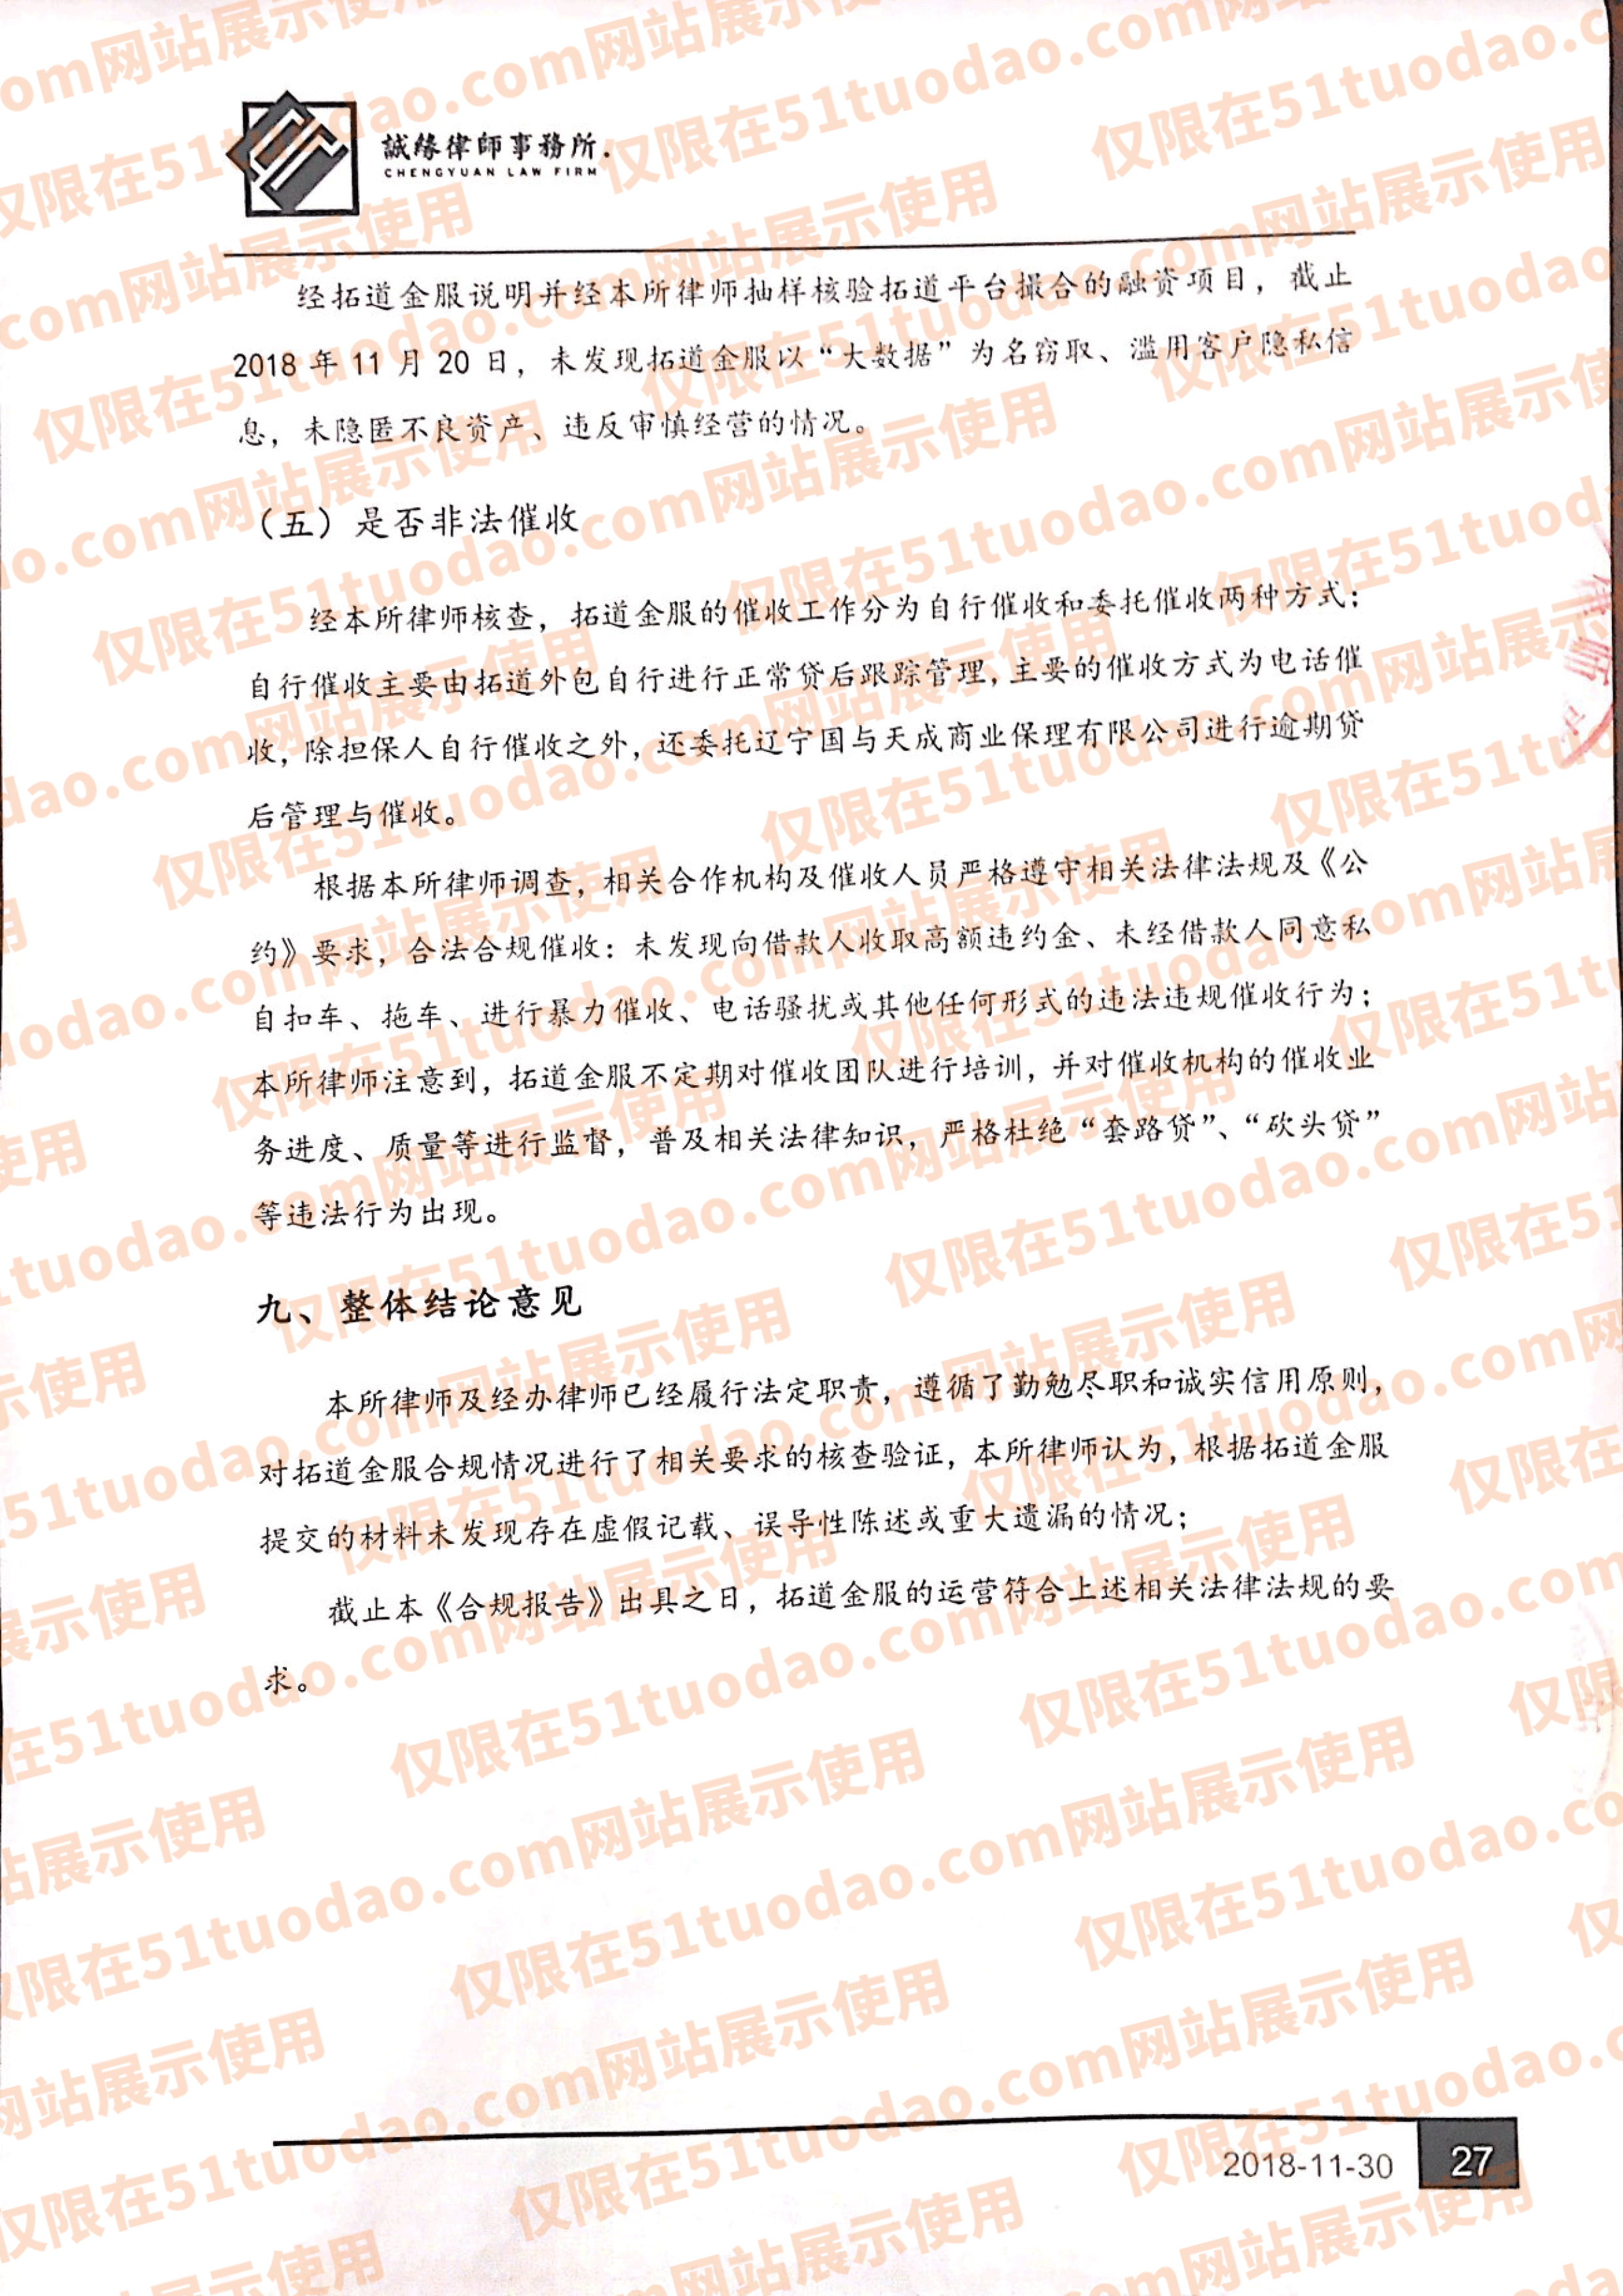 誠緣律師事務所.
CHENGYUAN LAW FIRM
经拓道金服说明并经本所律师抽样核验拓道平台撮合的融资项目，截止
2018 年 11 月 20 日，未发现拓道金服以“大数据”为名窃取、滥用客户隐私信
息，未隐匿不良资产、违反审慎经营的情况。
（五）是否非法催收
经本所律师核查，拓道金服的催收工作分为自行催收和委托催收两种方式；
自行催收主要由拓道外包自行进行正常贷后跟踪管理，主要的催收方式为电话催
收，除担保人自行催收之外，还委托辽宁国与天成商业保理有限公司进行逾期贷
后管理与催收。
根据本所律师调查，相关合作机构及催收人员严格遵守相关法律法规及《公
约》要求，合法合规催收：未发现向借款人收取高额违约金、未经借款人同意私
自扣车、拖车、进行暴力催收、电话骚扰或其他任何形式的违法违规催收行为；
本所律师注意到，拓道金服不定期对催收团队进行培训，并对催收机构的催收业
务进度、质量等进行监督，普及相关法律知识，严格杜绝“套路贷”、“砍头贷”
等违法行为出现。
九、整体结论意见
本所律师及经办律师已经履行法定职责，遵循了勤勉尽职和诚实信用原则，
对拓道金服合规情况进行了相关要求的核查验证，本所律师认为，根据拓道金服
提交的材料未发现存在虚假记载、误导性陈述或重大遗漏的情况；
截止本《合规报告》出具之日，拓道金服的运营符合上述相关法律法规的要
求。
2018-11-30 27
仅限在51tuodao.com网站展示使用